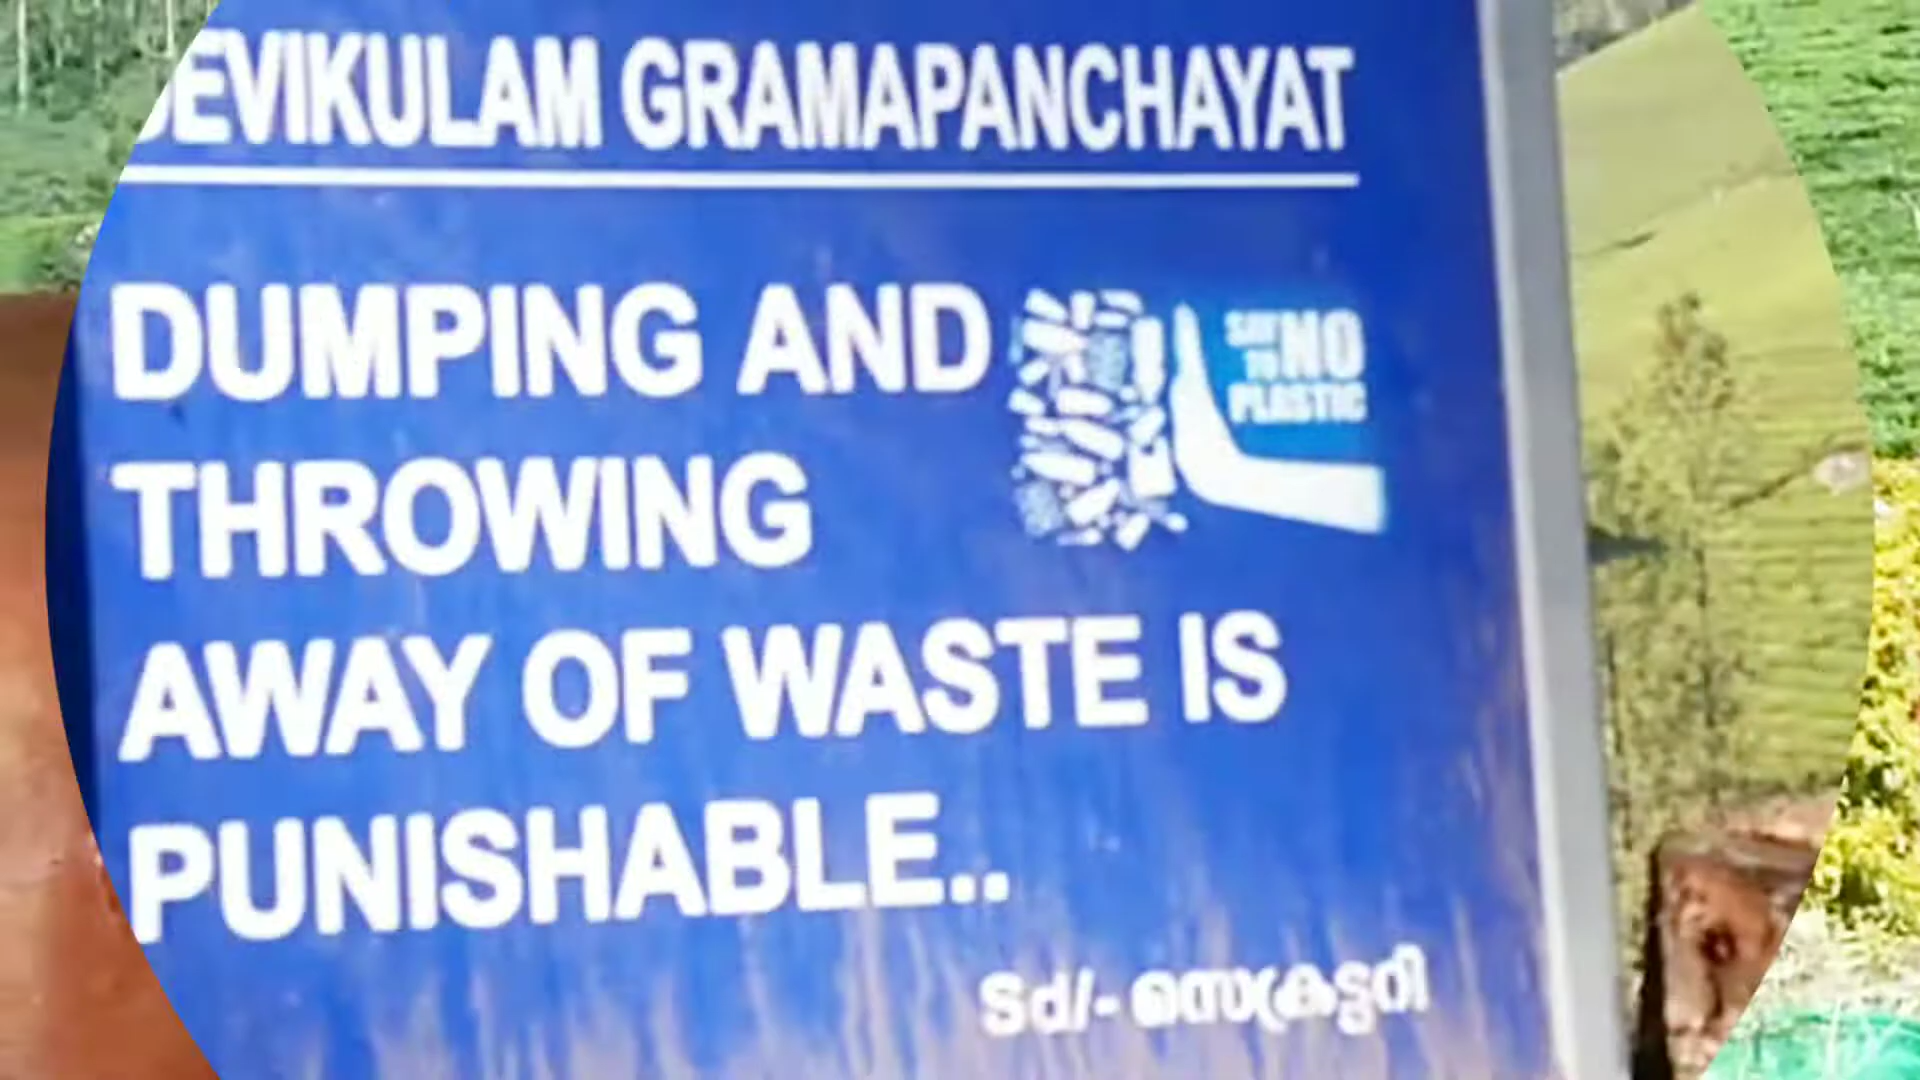 DEVIKULAM GRAMAPANCHAYAT
DUMPING AND
THROWING
AWAY OF WASTE IS
PUNISHABLE..
SAY
TO NO
PLASTIC
Sd/- സെക്രട്ടറി